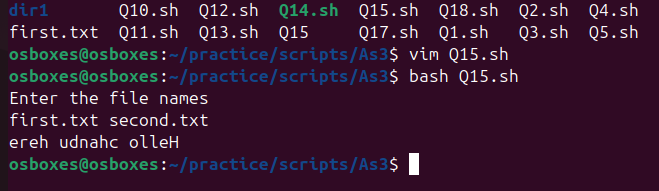 dir1 Q10.sh Q12.sh Q14.sh Q15.sh Q18.sh Q2.sh Q4.sh
first.txt Q11.sh Q13.sh Q15 Q17.sh Q1.sh Q3.sh Q5.sh
osboxes@osboxes:~/practice/scripts/As3$ vim Q15.sh
osboxes@osboxes:~/practice/scripts/As3$ bash Q15.sh
Enter the file names
first.txt second.txt
ereh udnahc olleH
osboxes@osboxes:~/practice/scripts/As3$